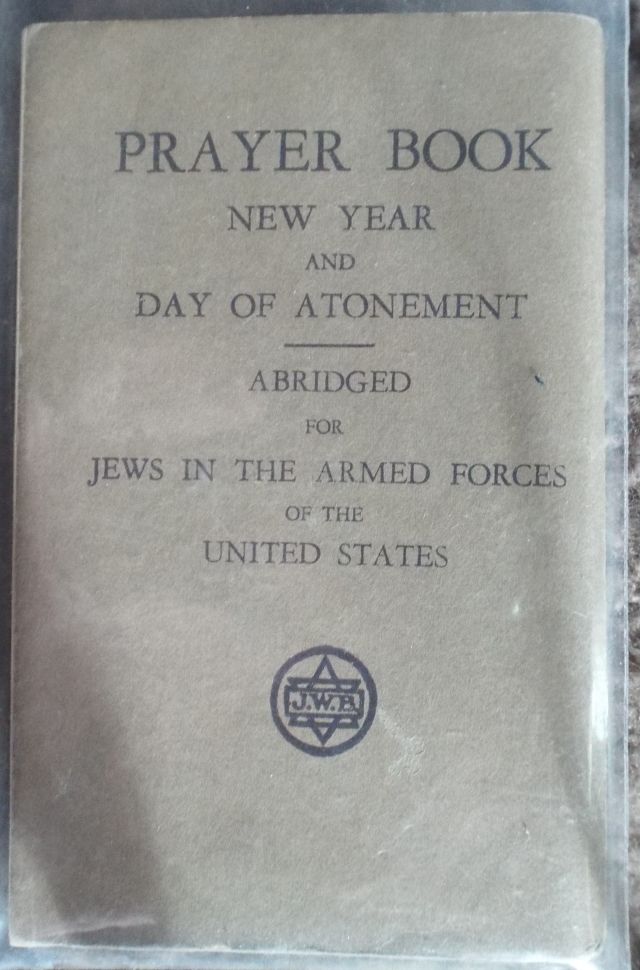 PRAYER BOOK
NEW YEAR
AND
DAY OF ATONEMENT
ABRIDGED
FOR
JEWS IN THE ARMED FORCES
OF THE
UNITED STATES
J.W.B.